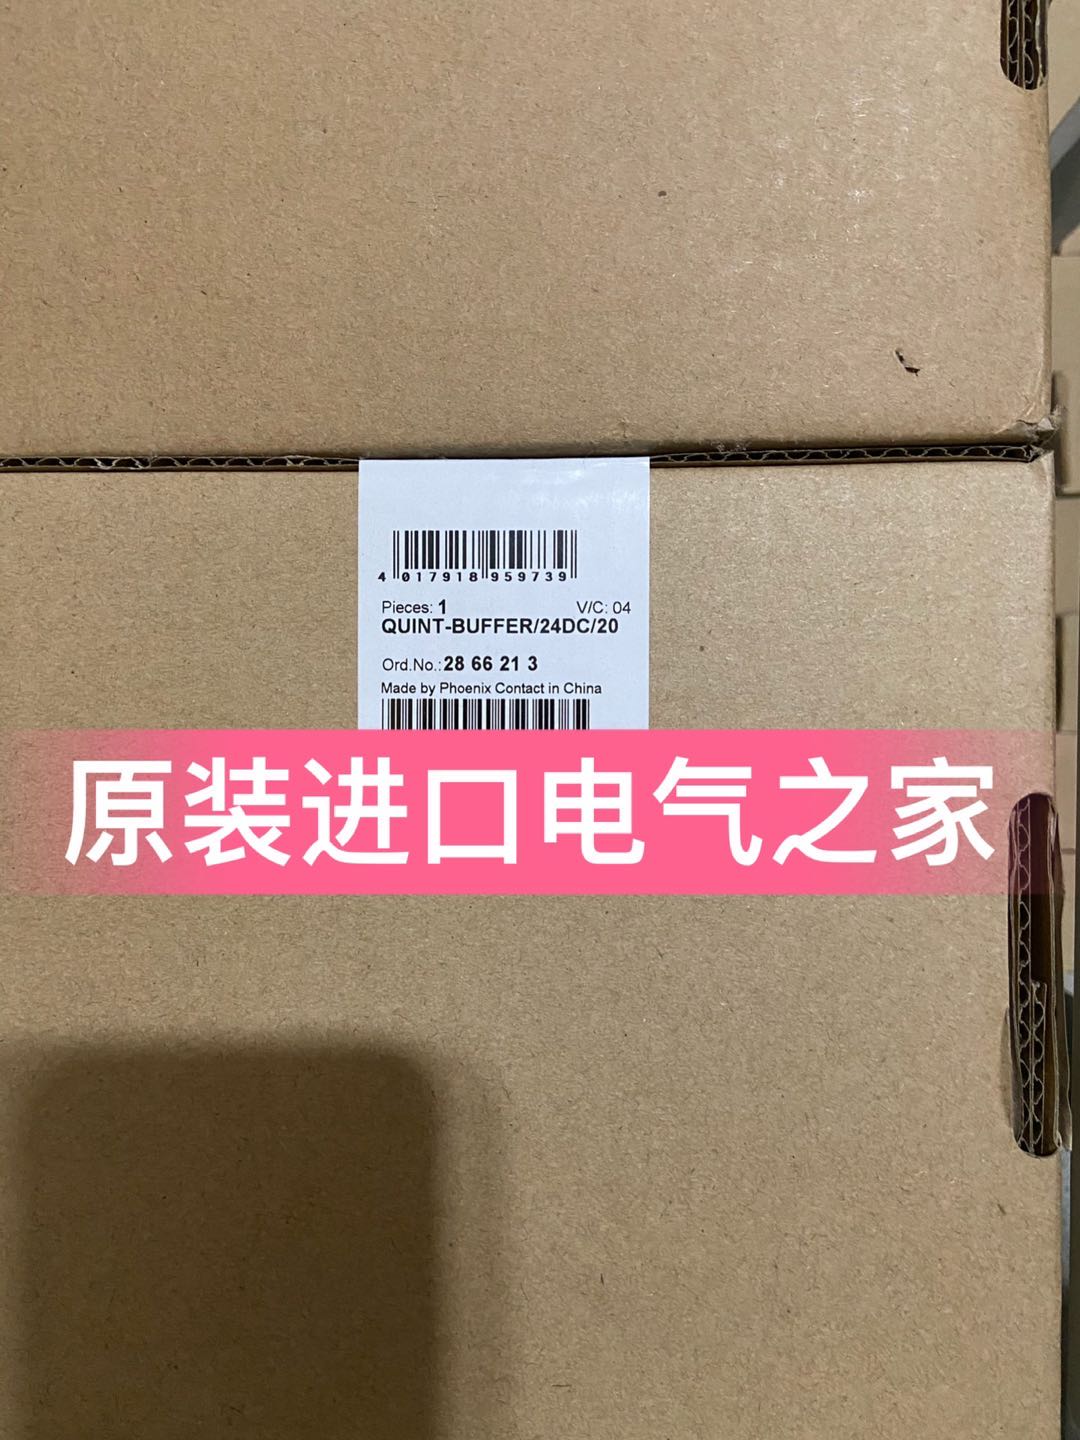 4 017918 959739
Pieces: 1 V/C: 04
QUINT-BUFFER/24DC/20
Ord.No.: 28 66 21 3
Made by Phoenix Contact in China
原装进口电气之家